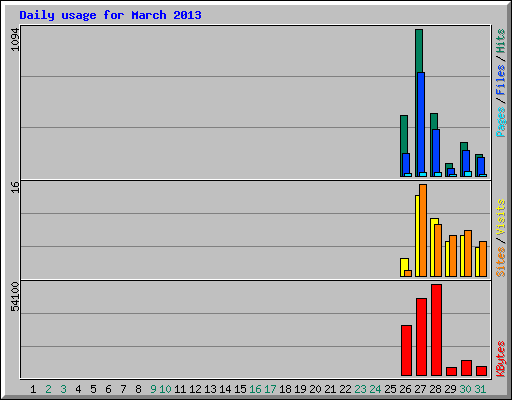 Daily usage for March 2013
1094
Pages / Files / Hits
16
Sites / Visits
54100
KBytes
1 2 3 4 5 6 7 8 9 10 11 12 13 14 15 16 17 18 19 20 21 22 23 24 25 26 27 28 29 30 31